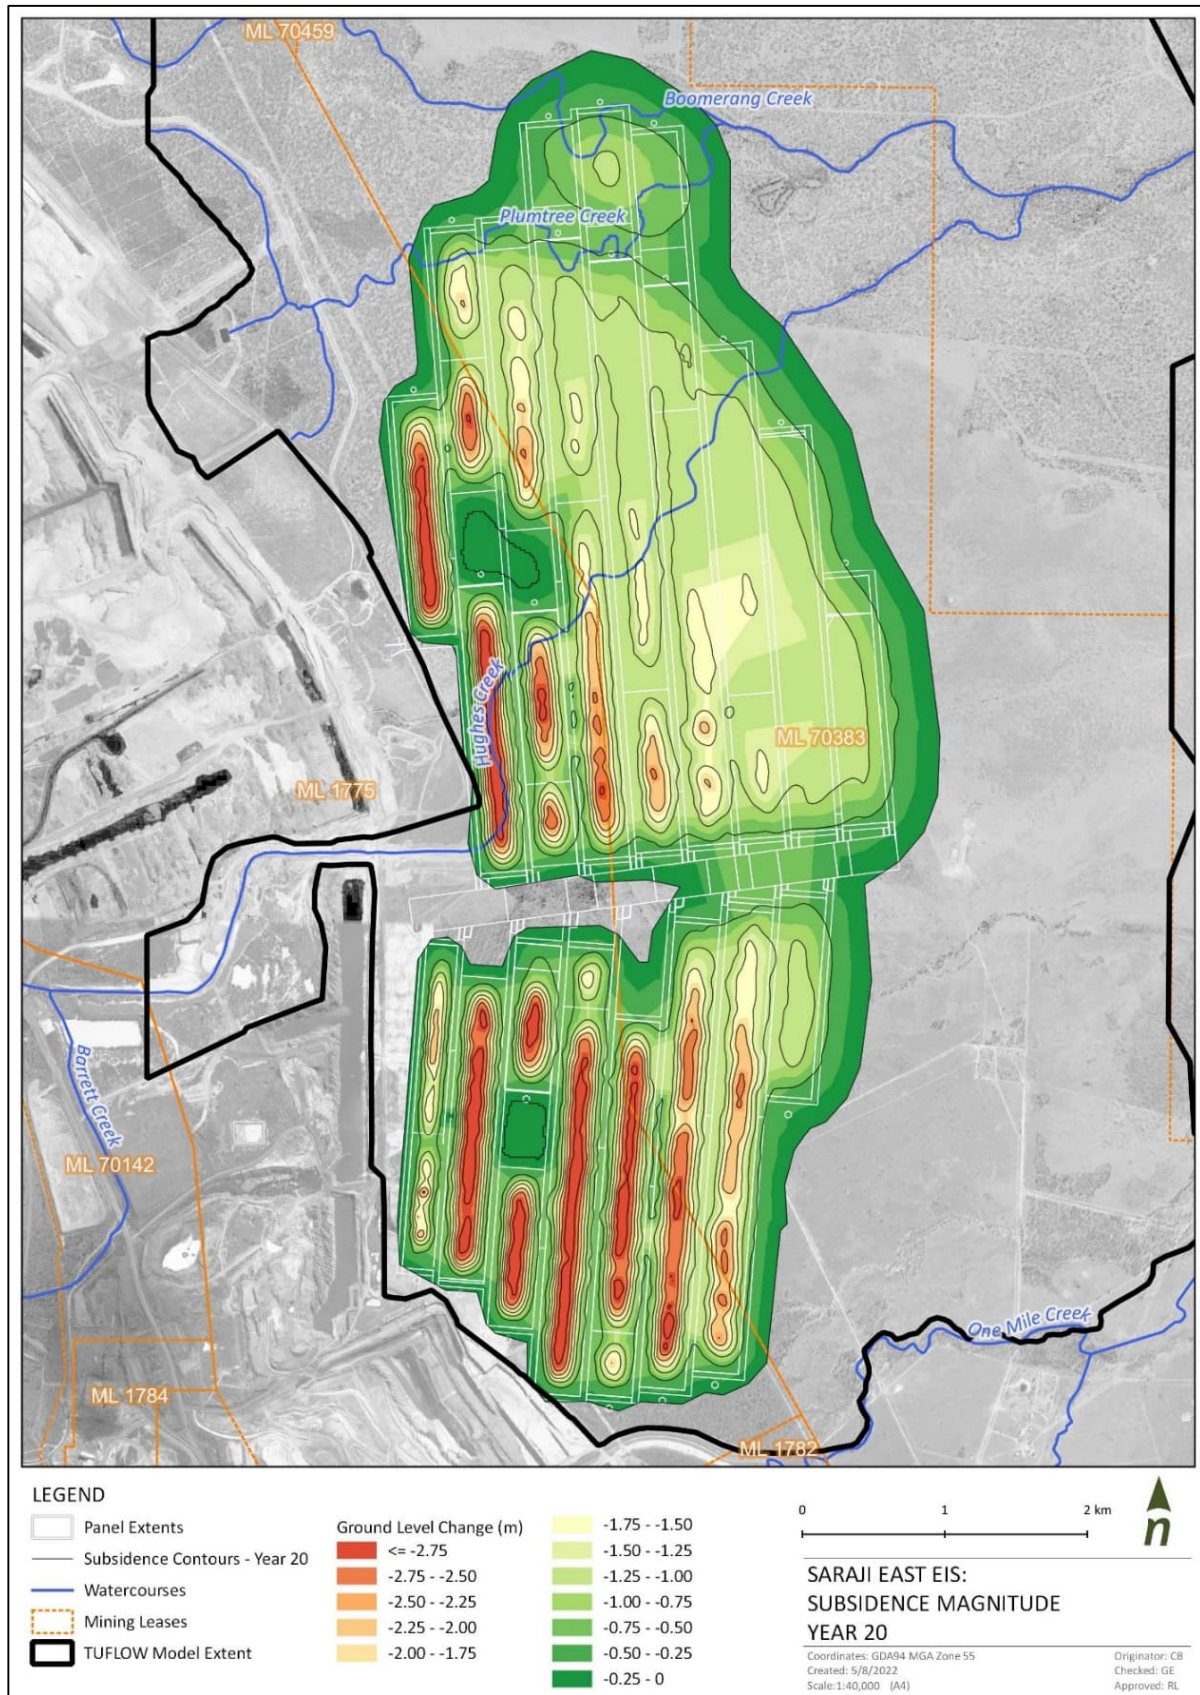 ML 70459
Boomerang Creek
Plumtree Creek
Hughes Creek
ML 70383
ML 1775
Barrett Creek
ML 70142
One Mile Creek
ML 1784
ML 1782
LEGEND
Panel Extents
Subsidence Contours - Year 20
Watercourses
Mining Leases
TUFLOW Model Extent
Ground Level Change (m)
<= -2.75
-2.75 - -2.50
-2.50 - -2.25
-2.25 - -2.00
-2.00 - -1.75
-1.75 - -1.50
-1.50 - -1.25
-1.25 - -1.00
-1.00 - -0.75
-0.75 - -0.50
-0.50 - -0.25
-0.25 - 0
0 1 2 km
n
SARAJI EAST EIS:
SUBSIDENCE MAGNITUDE
YEAR 20
Coordinates: GDA94 MGA Zone 55
Created: 5/8/2022
Scale:1:40,000 (A4)
Originator: CB
Checked: GE
Approved: RL